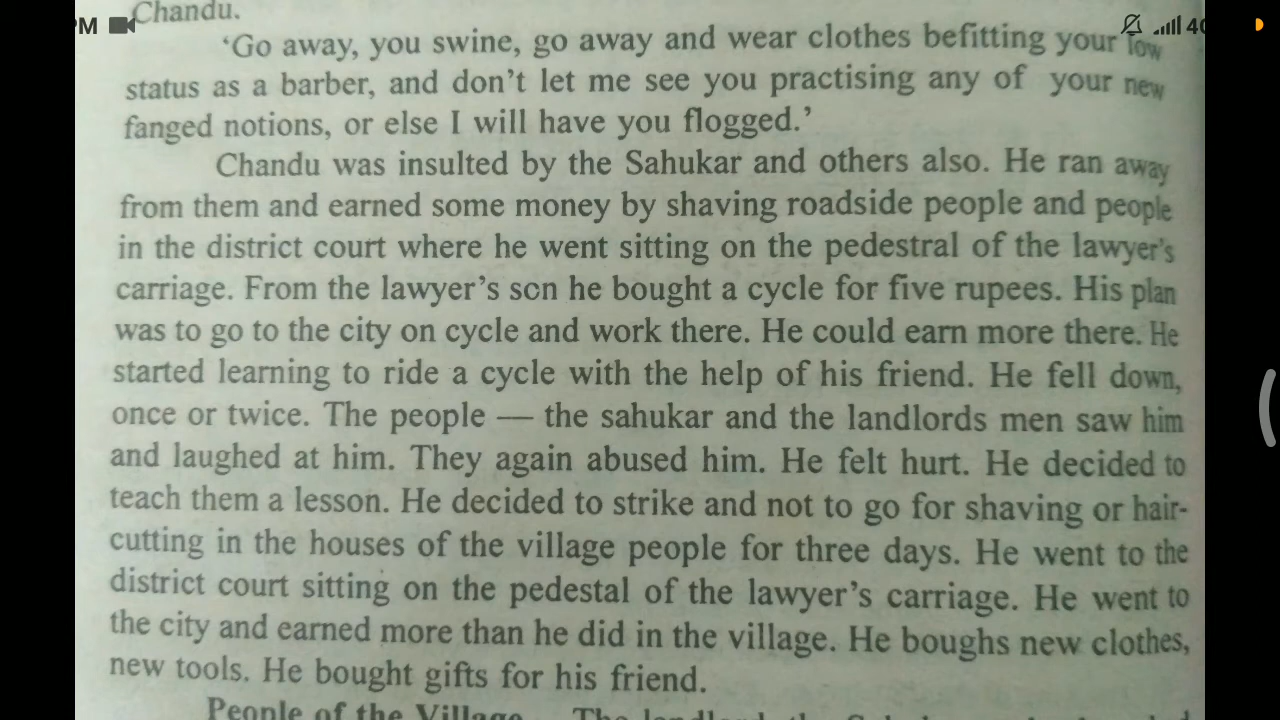 PM 4G
Chandu.
‘Go away, you swine, go away and wear clothes befitting your low
status as a barber, and don’t let me see you practising any of your new
fanged notions, or else I will have you flogged.’
Chandu was insulted by the Sahukar and others also. He ran away
from them and earned some money by shaving roadside people and people
in the district court where he went sitting on the pedestral of the lawyer’s
carriage. From the lawyer’s scn he bought a cycle for five rupees. His plan
was to go to the city on cycle and work there. He could earn more there. He
started learning to ride a cycle with the help of his friend. He fell down,
once or twice. The people — the sahukar and the landlords men saw him
and laughed at him. They again abused him. He felt hurt. He decided to
teach them a lesson. He decided to strike and not to go for shaving or hair-
cutting in the houses of the village people for three days. He went to the
district court sitting on the pedestal of the lawyer’s carriage. He went to
the city and earned more than he did in the village. He boughs new clothes,
new tools. He bought gifts for his friend.
People of the Village